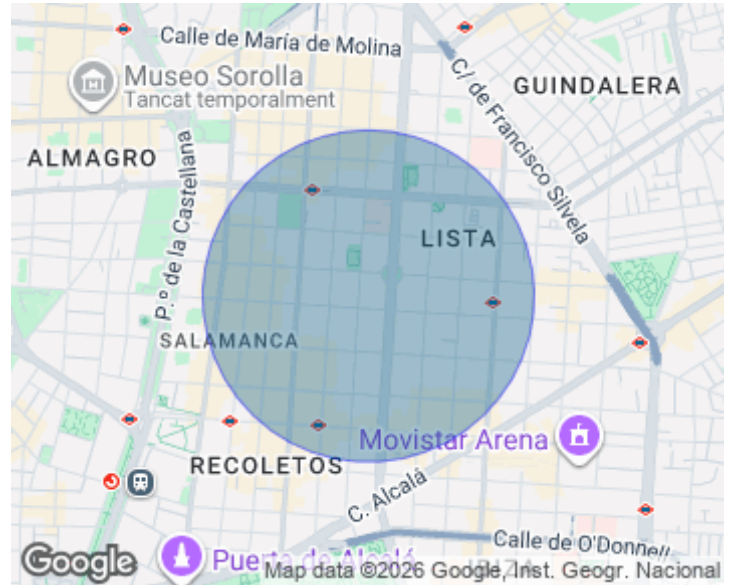 Calle de María de Molina
Museo Sorolla
Tancat temporalment
C/ de Francisco Silvela
GUINDALERA
ALMAGRO
P.º de la Castellana
LISTA
SALAMANCA
Movistar Arena
RECOLETOS
C. Alcalá
Calle de O'Donnell
Google
Puerta de Alcalá
Map data ©2026 Google, Inst. Geogr. Nacional